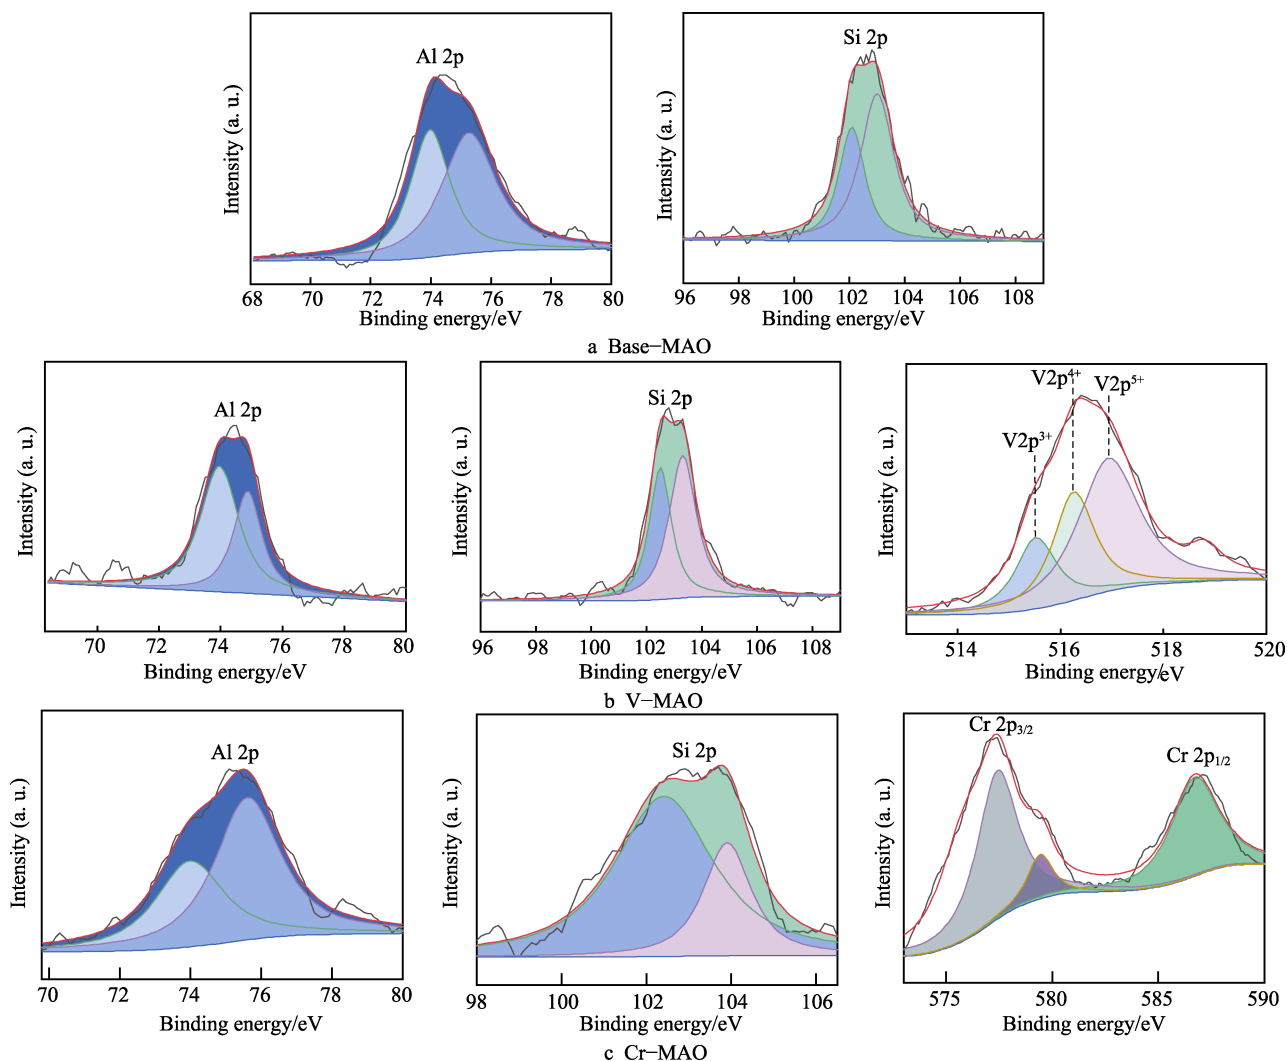 Al 2p
Intensity (a. u.)
68 70 72 74 76 78 80
Binding energy/eV
Si 2p
Intensity (a. u.)
96 98 100 102 104 106 108
Binding energy/eV
a Base−MAO
Al 2p
Intensity (a. u.)
70 72 74 76 78 80
Binding energy/eV
Si 2p
Intensity (a. u.)
96 98 100 102 104 106 108
Binding energy/eV
V2p⁴⁺
V2p⁵⁺
V2p³⁺
Intensity (a. u.)
514 516 518 520
Binding energy/eV
b V−MAO
Al 2p
Intensity (a. u.)
70 72 74 76 78 80
Binding energy/eV
Si 2p
Intensity (a. u.)
98 100 102 104 106
Binding energy/eV
Cr 2p3/2
Cr 2p1/2
Intensity (a. u.)
575 580 585 590
Binding energy/eV
c Cr−MAO